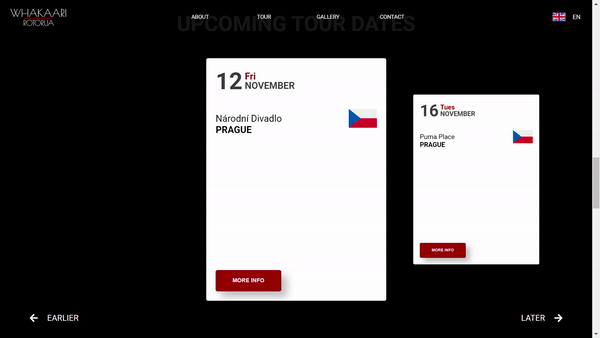 WHAKAARI
ROTORUA
ABOUT
TOUR
GALLERY
CONTACT
EN
UPCOMING TOUR DATES
12
Fri
NOVEMBER
Národní Divadlo
PRAGUE
MORE INFO
16
Tues
NOVEMBER
Puma Place
PRAGUE
MORE INFO
EARLIER
LATER